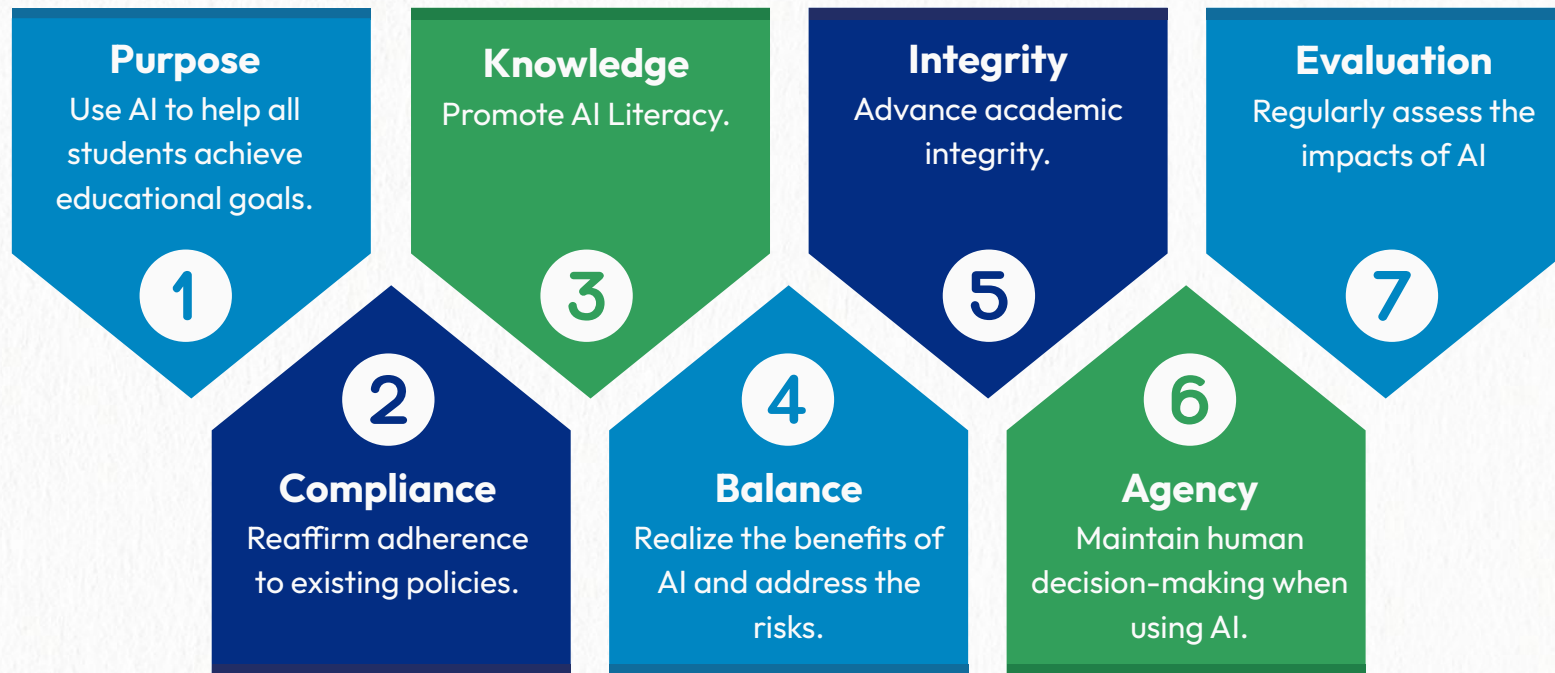 Purpose
Use AI to help all
students achieve
educational goals.
1
2
Compliance
Reaffirm adherence
to existing policies.
Knowledge
Promote AI Literacy.
3
4
Balance
Realize the benefits of
AI and address the
risks.
Integrity
Advance academic
integrity.
5
6
Agency
Maintain human
decision-making when
using AI.
Evaluation
Regularly assess the
impacts of AI
7